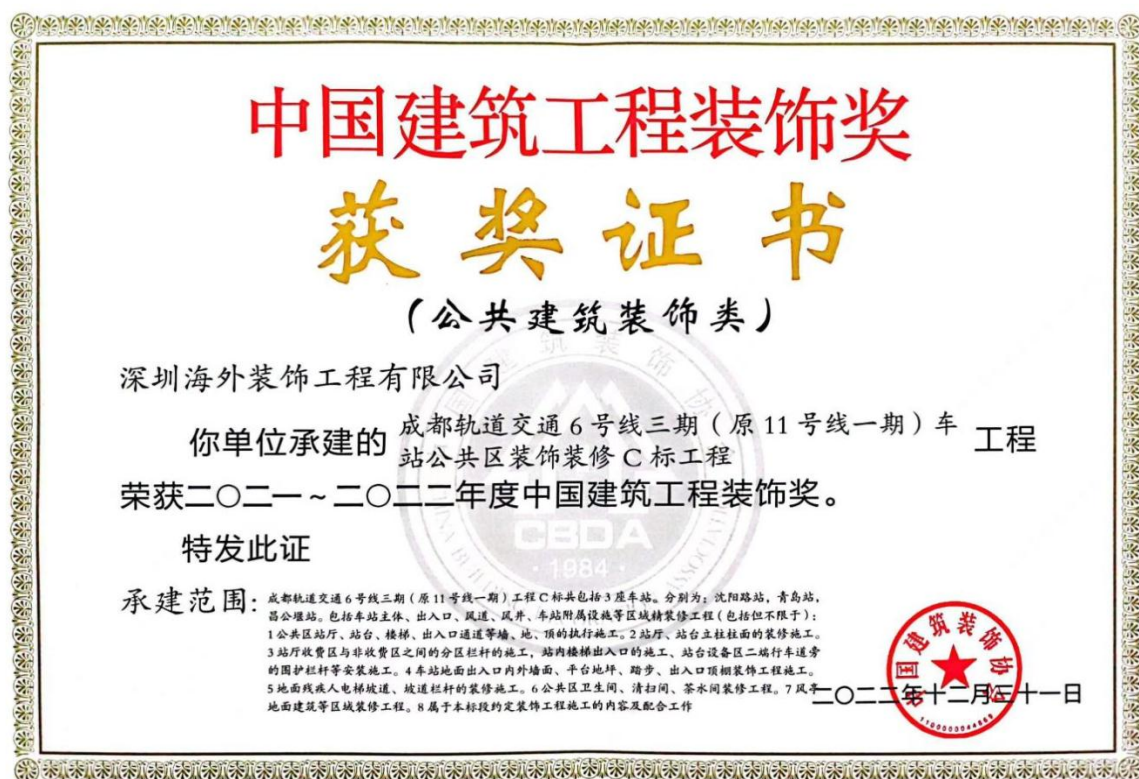 中国建筑工程装饰奖
获奖证书
(公共建筑装饰类)
深圳海外装饰工程有限公司
你单位承建的 成都轨道交通6号线三期(原11号线一期)车站公共区装饰装修C标工程 工程
荣获二〇二一~二〇二二年度中国建筑工程装饰奖。
特发此证
承建范围:成都轨道交通6号线三期(原11号线一期)工程C标共包括3座车站。分别为:沈阳路站,青岛站,
昌公堰站。包括车站主体、出入口、风道、风井、车站附属设施等区域精装修工程(包括但不限于):
1公共区站厅、站台、楼梯、出入口通道等墙、地、顶的执行施工。2站厅、站台立柱柱面的装修施工。
3站厅收费区与非收费区之间的分区栏杆的施工,站内楼梯出入口的施工、站台设备区二端行车道旁
的围护栏杆等安装施工。4车站地面出入口内外墙面、平台地坪、踏步、出入口顶棚装饰工程施工。
5地面残疾人电梯坡道、坡道栏杆的装修施工。6公共区卫生间、清扫间、茶水间装修工程。7风亭
地面建筑等区域装修工程。8属于本标段约定装饰工程施工的内容及配合工作
二〇二二年十二月三十一日
中国建筑装饰协会
CBDA
·1984·